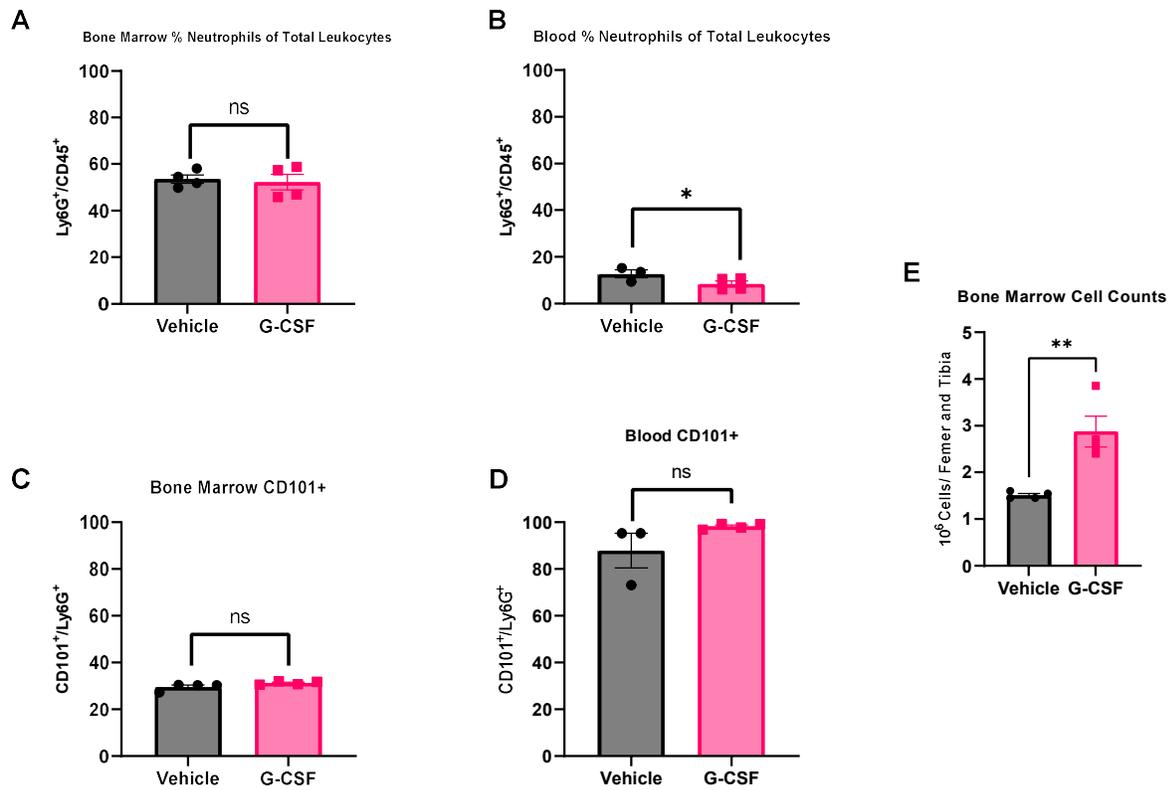 A
Bone Marrow % Neutrophils of Total Leukocytes
Ly6G⁺/CD45⁺
100
80
60
40
20
0
ns
Vehicle
G-CSF
B
Blood % Neutrophils of Total Leukocytes
Ly6G⁺/CD45⁺
100
80
60
40
20
0
*
Vehicle
G-CSF
C
Bone Marrow CD101+
CD101⁺/Ly6G⁺
100
80
60
40
20
0
ns
Vehicle
G-CSF
D
Blood CD101+
CD101⁺/Ly6G⁺
100
80
60
40
20
0
ns
Vehicle
G-CSF
E
Bone Marrow Cell Counts
10⁶ Cells/ Femer and Tibia
5
4
3
2
1
0
**
Vehicle
G-CSF